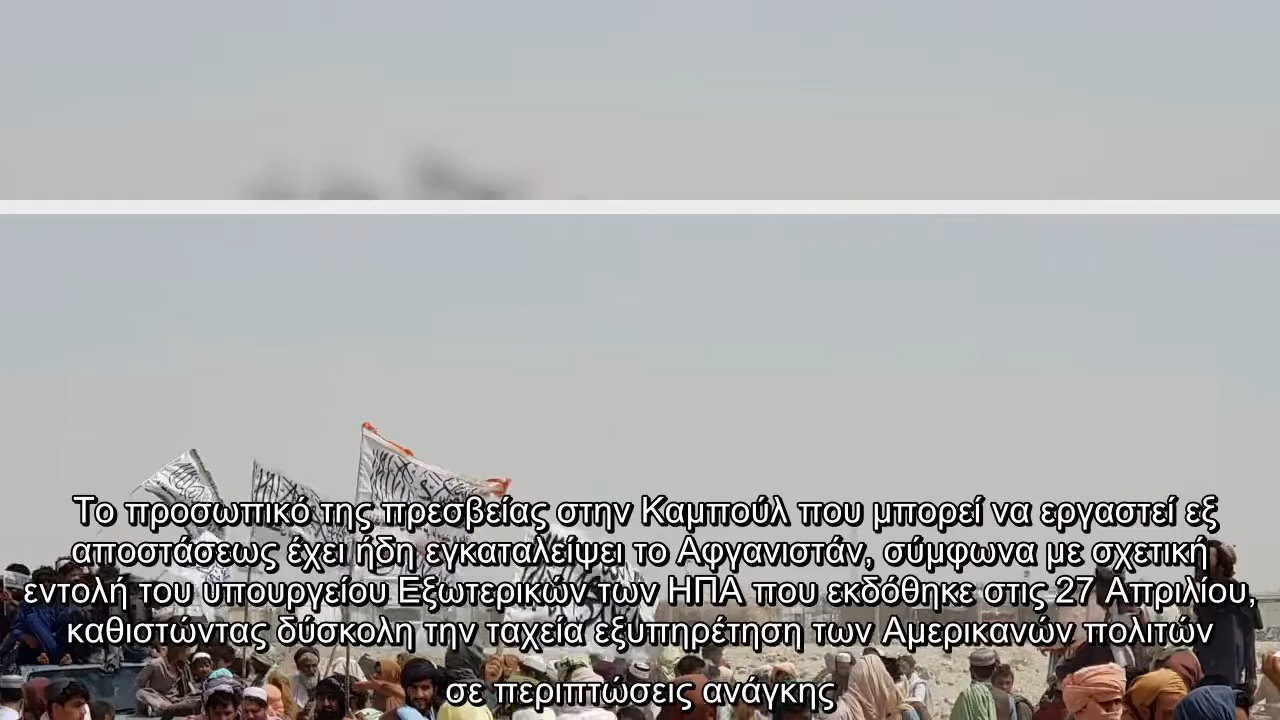 Το προσωπικό της πρεσβείας στην Καμπούλ που μπορεί να εργαστεί εξ
αποστάσεως έχει ήδη εγκαταλείψει το Αφγανιστάν, σύμφωνα με σχετική
εντολή του υπουργείου Εξωτερικών των ΗΠΑ που εκδόθηκε στις 27 Απριλίου,
καθιστώντας δύσκολη την ταχεία εξυπηρέτηση των Αμερικανών πολιτών
σε περιπτώσεις ανάγκης